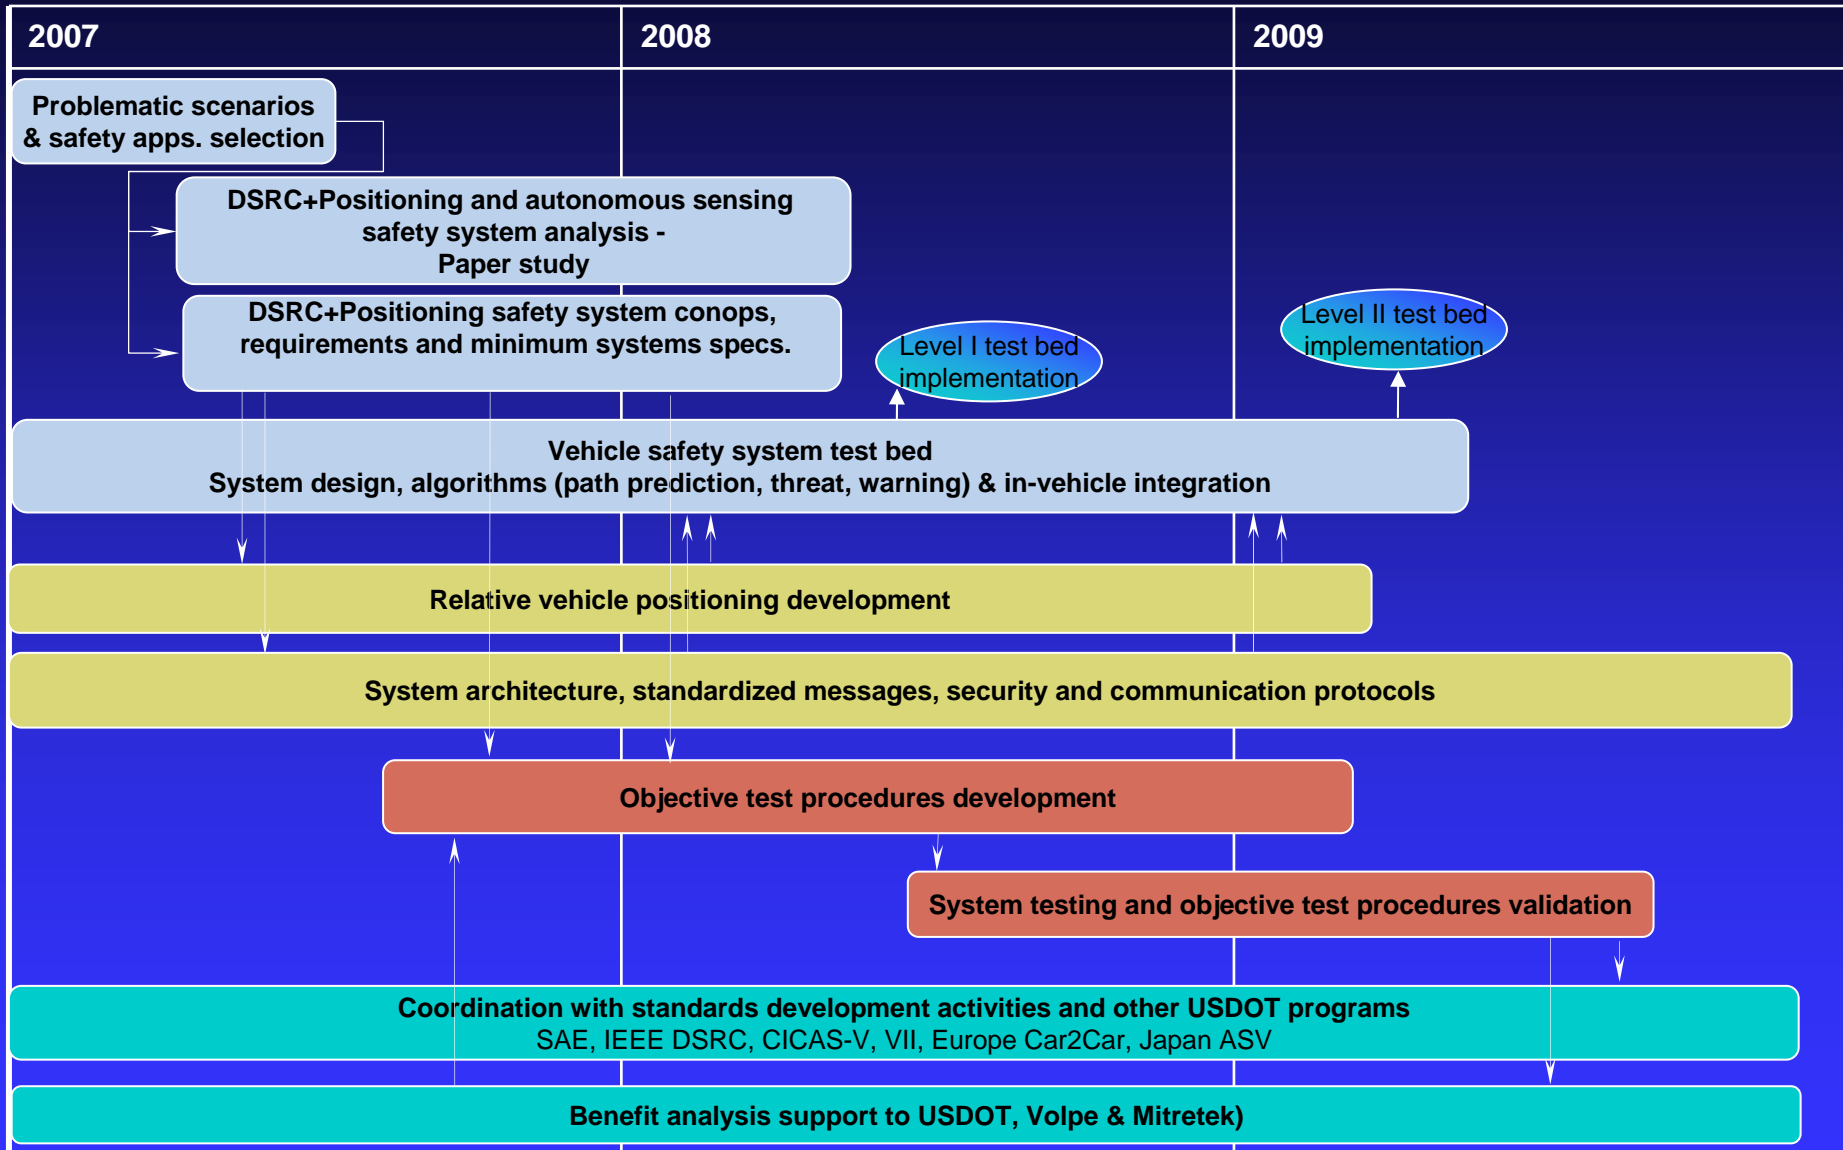 2007
2008
2009
Problematic scenarios
& safety apps. selection
DSRC+Positioning and autonomous sensing
safety system analysis -
Paper study
DSRC+Positioning safety system conops,
requirements and minimum systems specs.
Level I test bed
implementation
Level II test bed
implementation
Vehicle safety system test bed
System design, algorithms (path prediction, threat, warning) & in-vehicle integration
Relative vehicle positioning development
System architecture, standardized messages, security and communication protocols
Objective test procedures development
System testing and objective test procedures validation
Coordination with standards development activities and other USDOT programs
SAE, IEEE DSRC, CICAS-V, VII, Europe Car2Car, Japan ASV
Benefit analysis support to USDOT, Volpe & Mitretek)